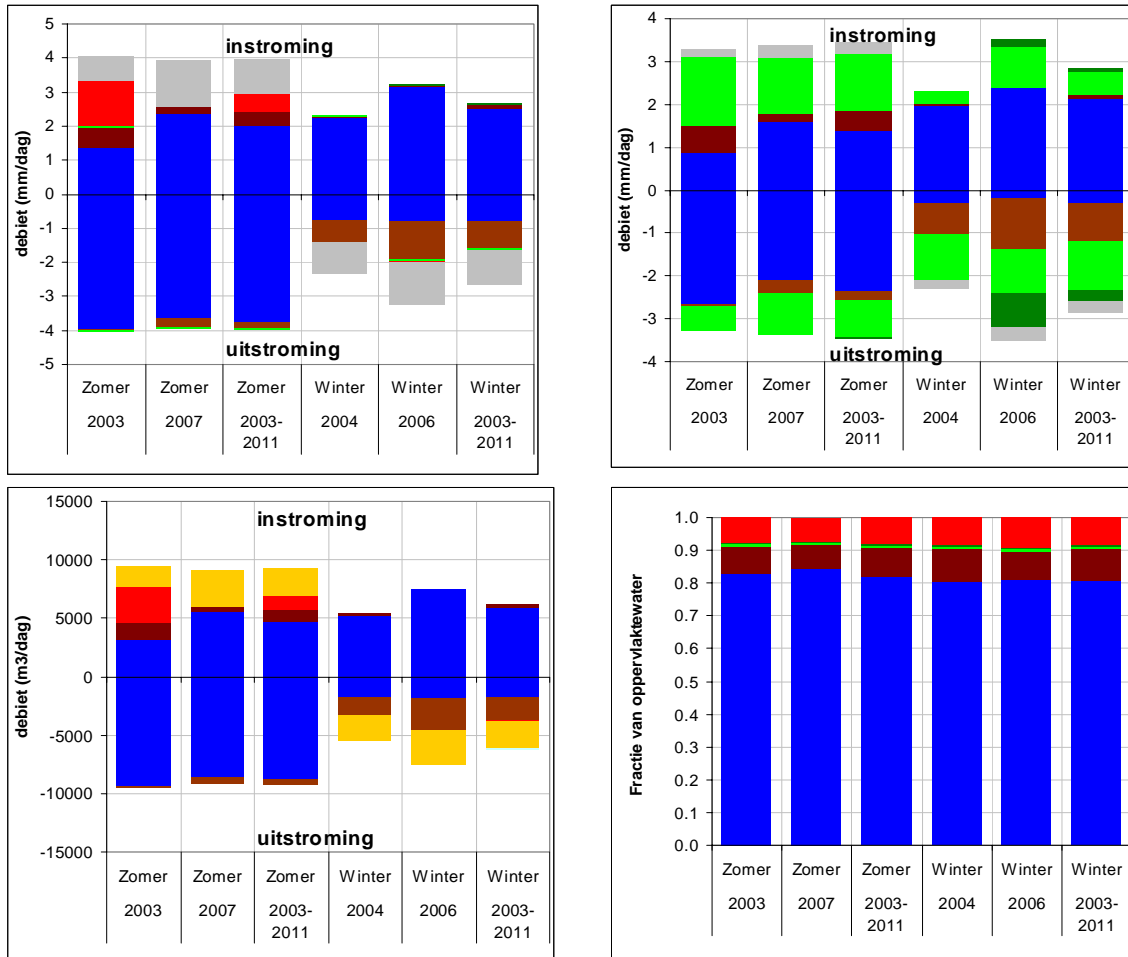 5
4
3
2
1
0
-1
-2
-3
-4
-5
debiet (mm/dag)
instroming
uitstroming
Zomer Zomer Zomer Winter Winter Winter
2003 2007 2003- 2004 2006 2003-
2011 2011
4
3
2
1
0
-1
-2
-3
-4
debiet (mm/dag)
instroming
uitstroming
Zomer Zomer Zomer Winter Winter Winter
2003 2007 2003- 2004 2006 2003-
2011 2011
15000
10000
5000
0
-5000
-10000
-15000
debiet (m3/dag)
instroming
uitstroming
Zomer Zomer Zomer Winter Winter Winter
2003 2007 2003- 2004 2006 2003-
2011 2011
1.0
0.9
0.8
0.7
0.6
0.5
0.4
0.3
0.2
0.1
0.0
Fractie van oppervlaktewater
Zomer Zomer Zomer Winter Winter Winter
2003 2007 2003- 2004 2006 2003-
2011 2011